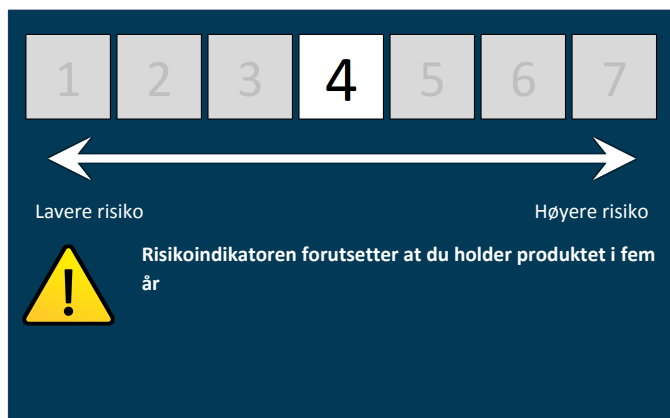 1 2 3 4 5 6 7
Lavere risiko Høyere risiko
Risikoindikatoren forutsetter at du holder produktet i fem
år